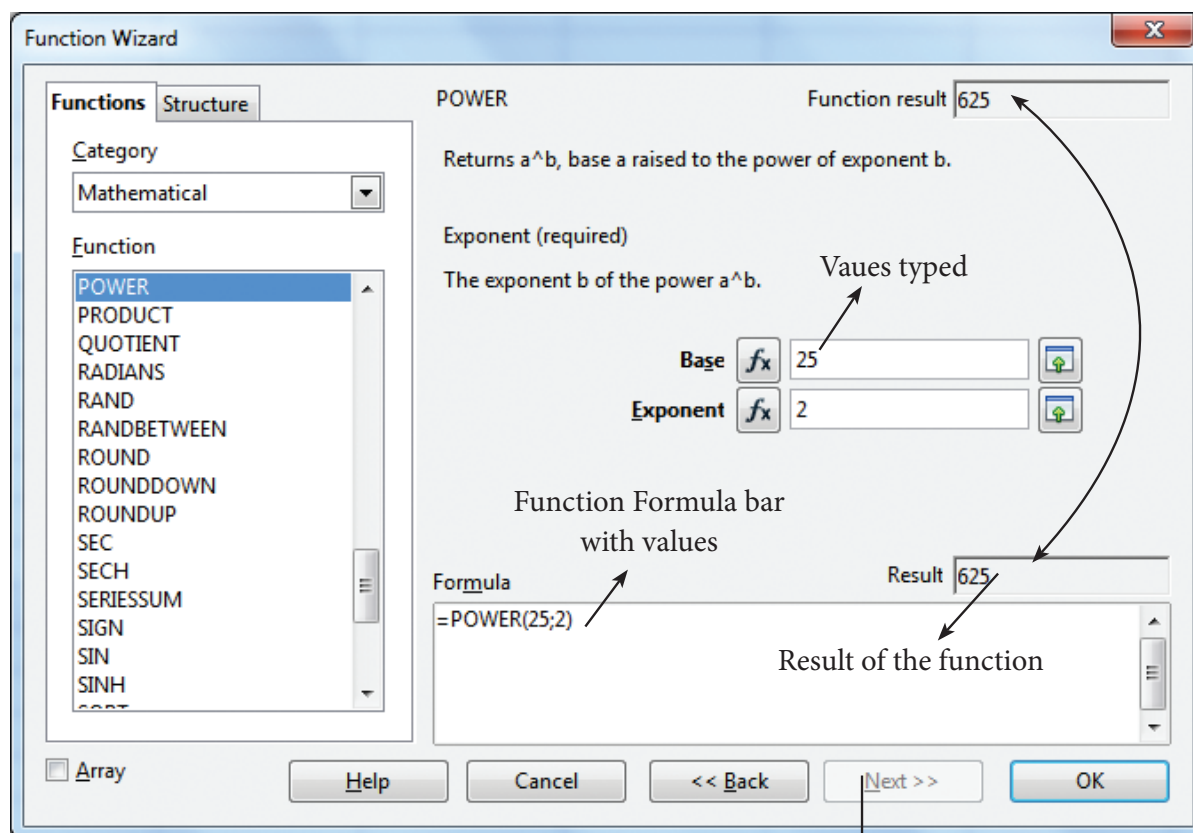 Function Wizard
X
Functions Structure
Category
Mathematical
Function
POWER
PRODUCT
QUOTIENT
RADIANS
RAND
RANDBETWEEN
ROUND
ROUNDDOWN
ROUNDUP
SEC
SECH
SERIESSUM
SIGN
SIN
SINH
Array
POWER
Function result 625
Returns a^b, base a raised to the power of exponent b.
Exponent (required)
The exponent b of the power a^b.
Vaues typed
Base fx 25
Exponent fx 2
Function Formula bar
with values
Formula
Result 625
=POWER(25;2)
Result of the function
Help
Cancel
<< Back
Next >>
OK